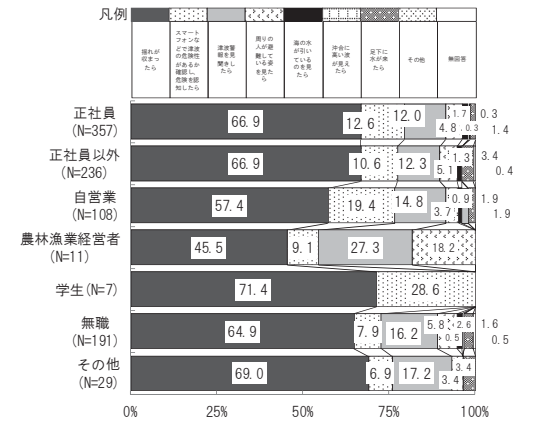 凡例
揺れが
収まっ
たら
スマート
フォンな
どで津波
の危険性
があるか
確認し、
危険を認
知したら
津波警
報を見
聞きし
たら
周りの
人が避
難して
いる姿
を見た
ら
海の水
が引い
ている
のを見
たら
沖合に
高い波
が見え
たら
足下に
水が来
たら
その他
無回答
正社員
(N=357)
66.9
12.6
12.0
4.8
1.7
0.3
0.3
1.4
正社員以外
(N=236)
66.9
10.6
12.3
5.1
1.3
3.4
0.4
自営業
(N=108)
57.4
19.4
14.8
3.7
0.9
1.9
1.9
農林漁業経営者
(N=11)
45.5
9.1
27.3
18.2
学生(N=7)
71.4
28.6
無職
(N=191)
64.9
7.9
16.2
5.8
0.5
2.6
1.6
0.5
その他
(N=29)
69.0
6.9
17.2
3.4
3.4
0%
25%
50%
75%
100%